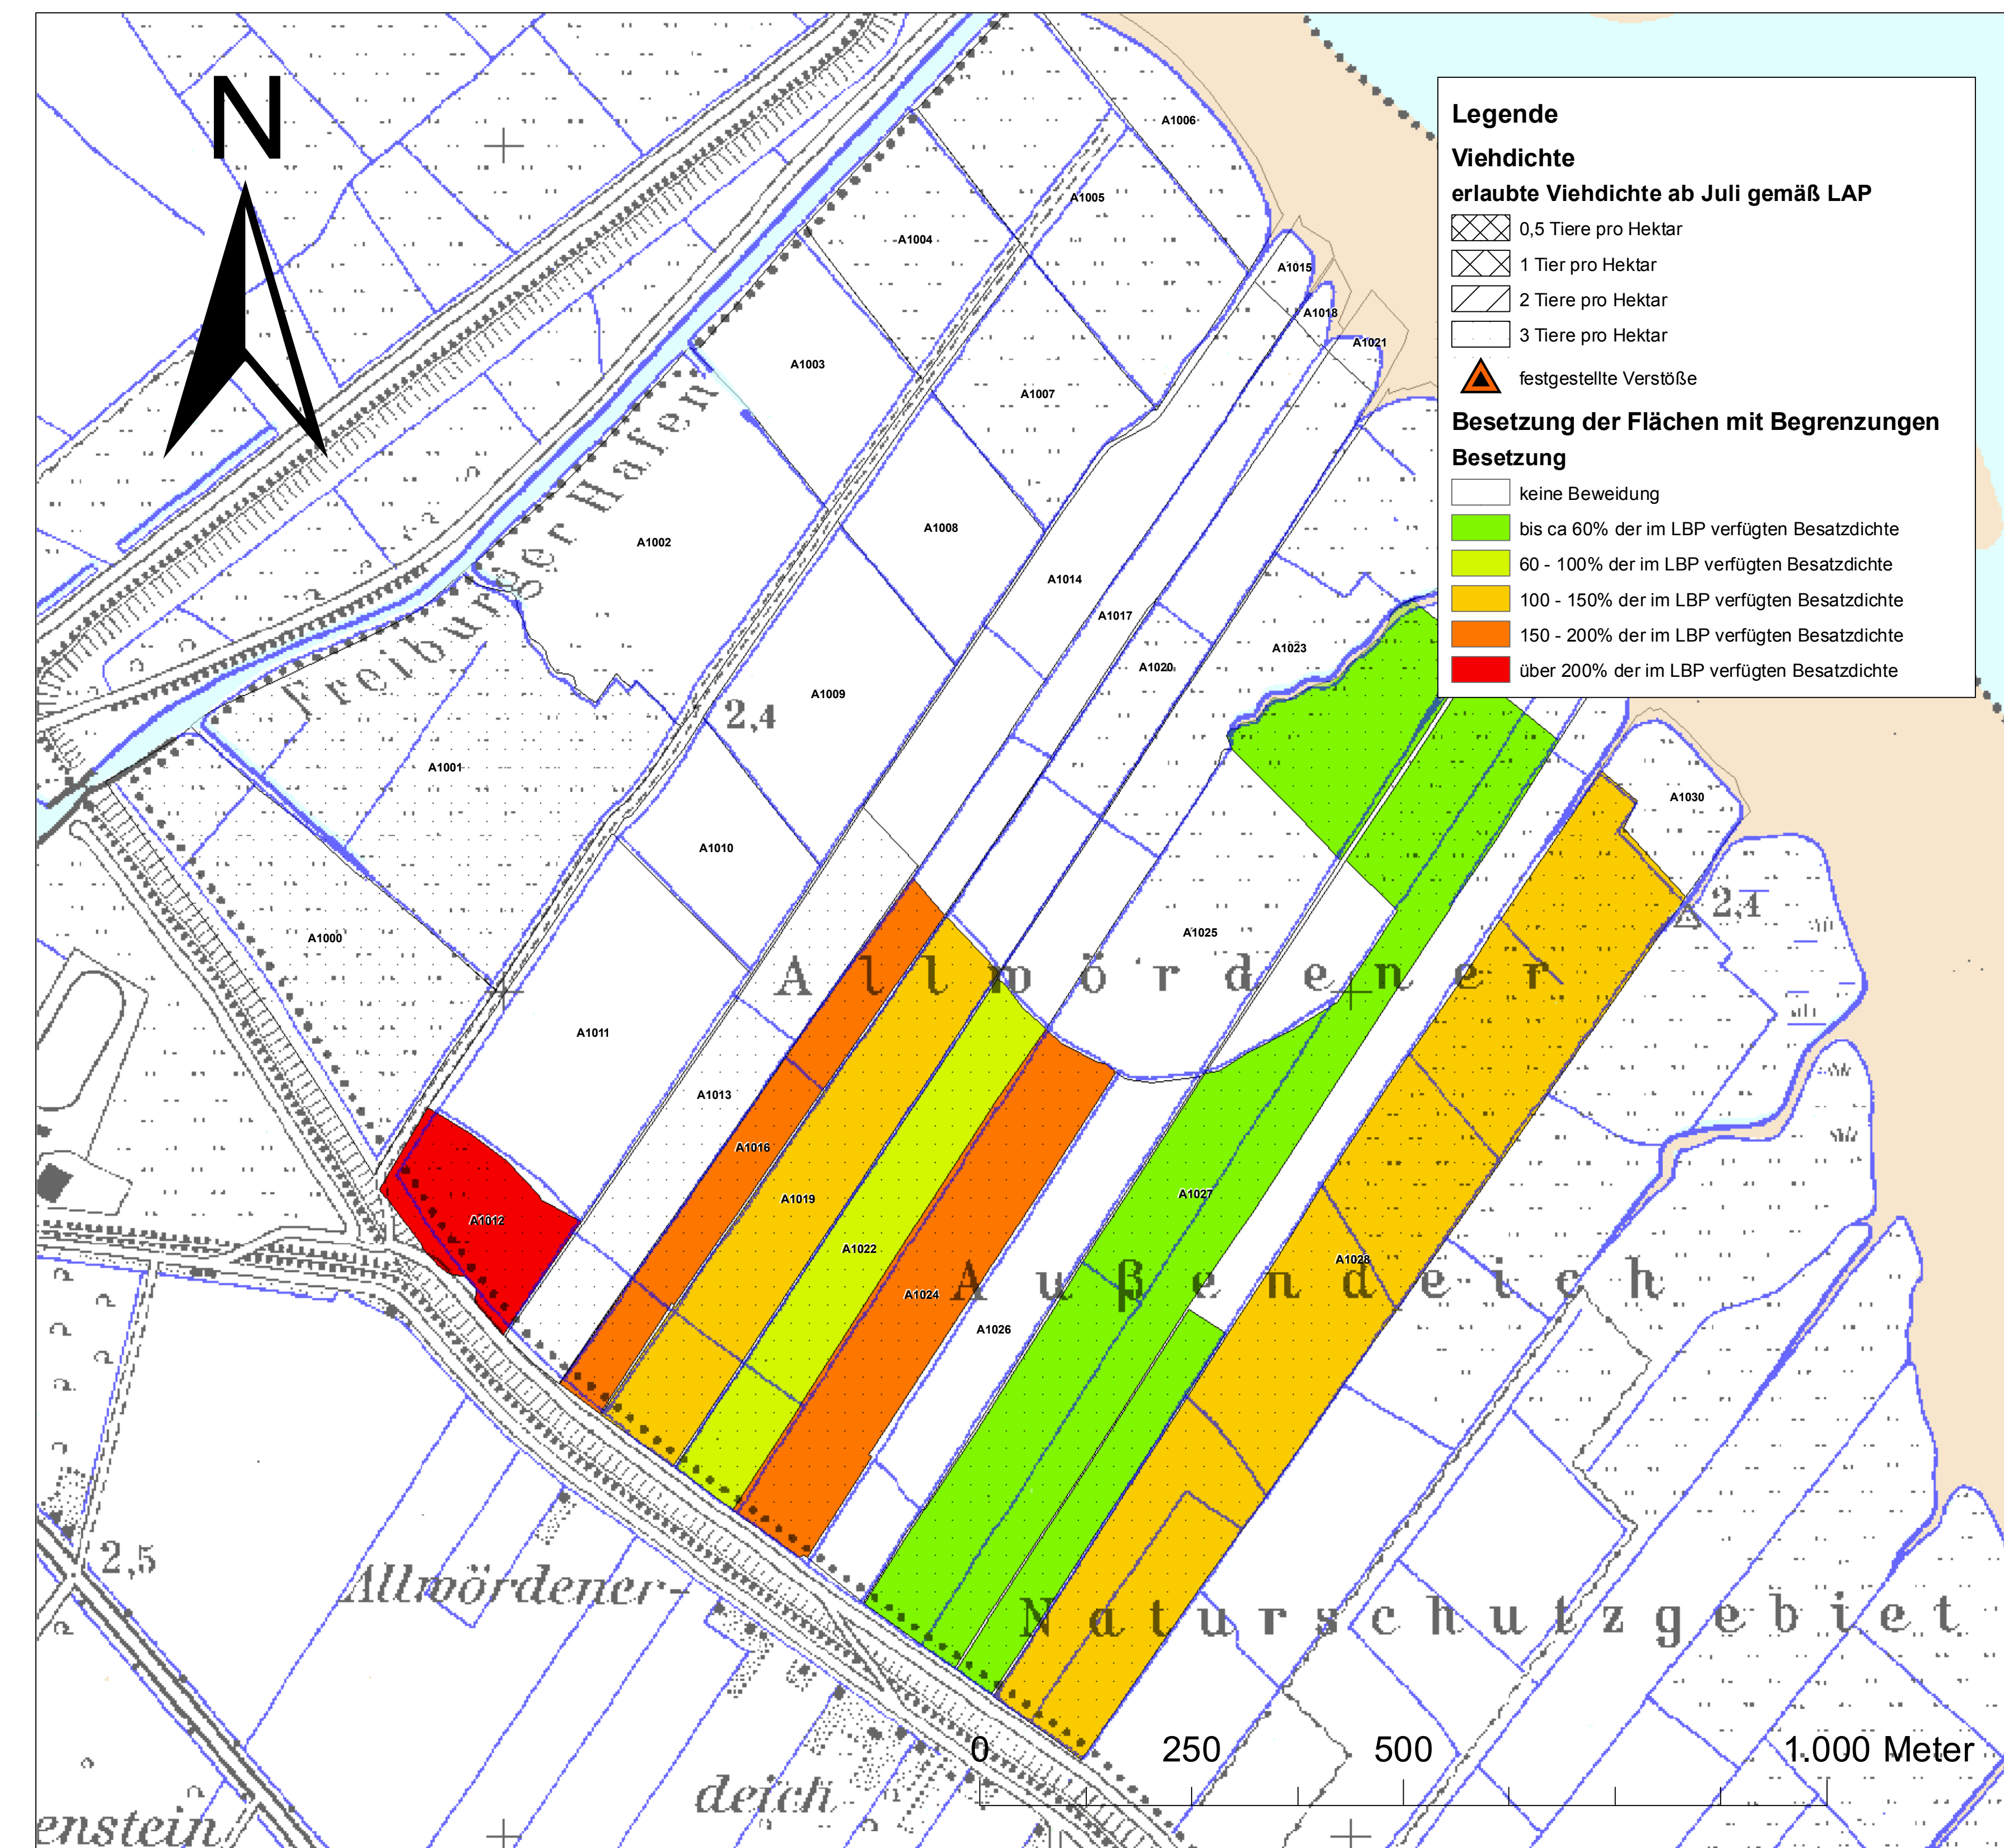 N
A1006
A1005
A1004
A1015
A1018
A1021
A1003
A1007
A1008
A1002
A1014
A1017
A1020
A1023
A1009
2,4
A1001
A1010
A1030
2,4
A1000
A1025
A1011
A1013
A1016
A1019
A1012
A1022
A1024
A1026
A1027
A1028
Freiburger Hafen
Allmördener
Außendeich
Naturschutzgebiet
2,5
Allwördener-
deich
enstein
0 250 500 1.000 Meter
Legende
Viehdichte
erlaubte Viehdichte ab Juli gemäß LAP
0,5 Tiere pro Hektar
1 Tier pro Hektar
2 Tiere pro Hektar
3 Tiere pro Hektar
festgestellte Verstöße
Besetzung der Flächen mit Begrenzungen
Besetzung
keine Beweidung
bis ca 60% der im LBP verfügten Besatzdichte
60 - 100% der im LBP verfügten Besatzdichte
100 - 150% der im LBP verfügten Besatzdichte
150 - 200% der im LBP verfügten Besatzdichte
über 200% der im LBP verfügten Besatzdichte